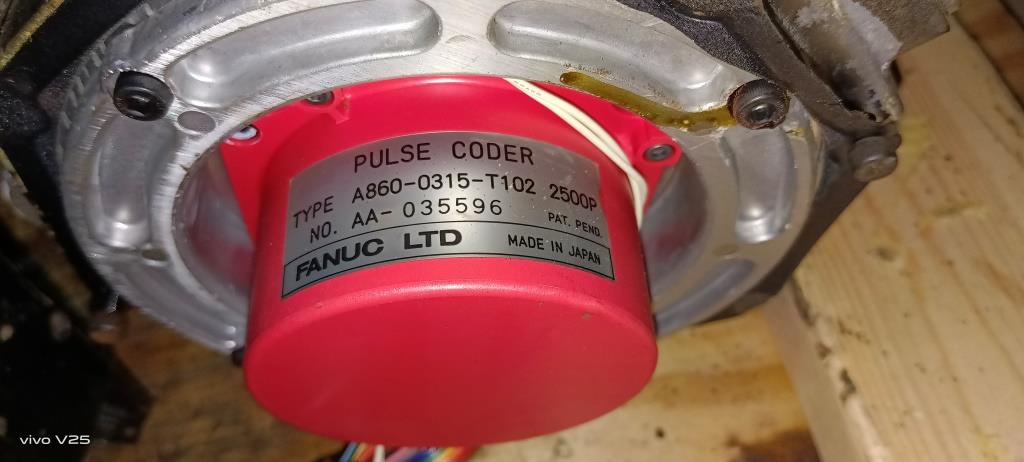 PULSE CODER
TYPE A860-0315-T102 2500P
NO. AA-035596 PAT. PEND.
FANUC LTD MADE IN JAPAN
vivo V25